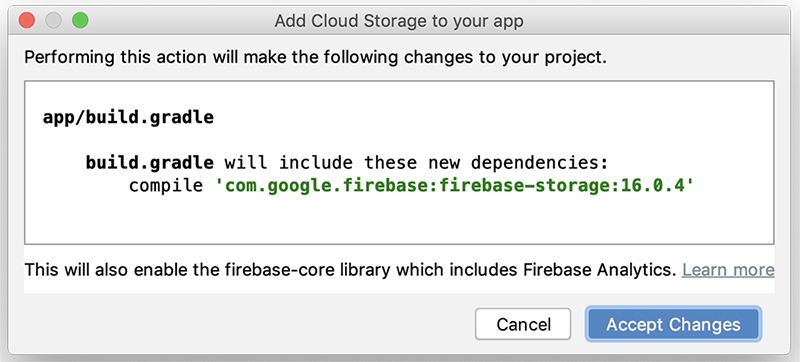 Add Cloud Storage to your app
Performing this action will make the following changes to your project.
app/build.gradle
build.gradle will include these new dependencies:
compile 'com.google.firebase:firebase-storage:16.0.4'
This will also enable the firebase-core library which includes Firebase Analytics. Learn more
Cancel
Accept Changes